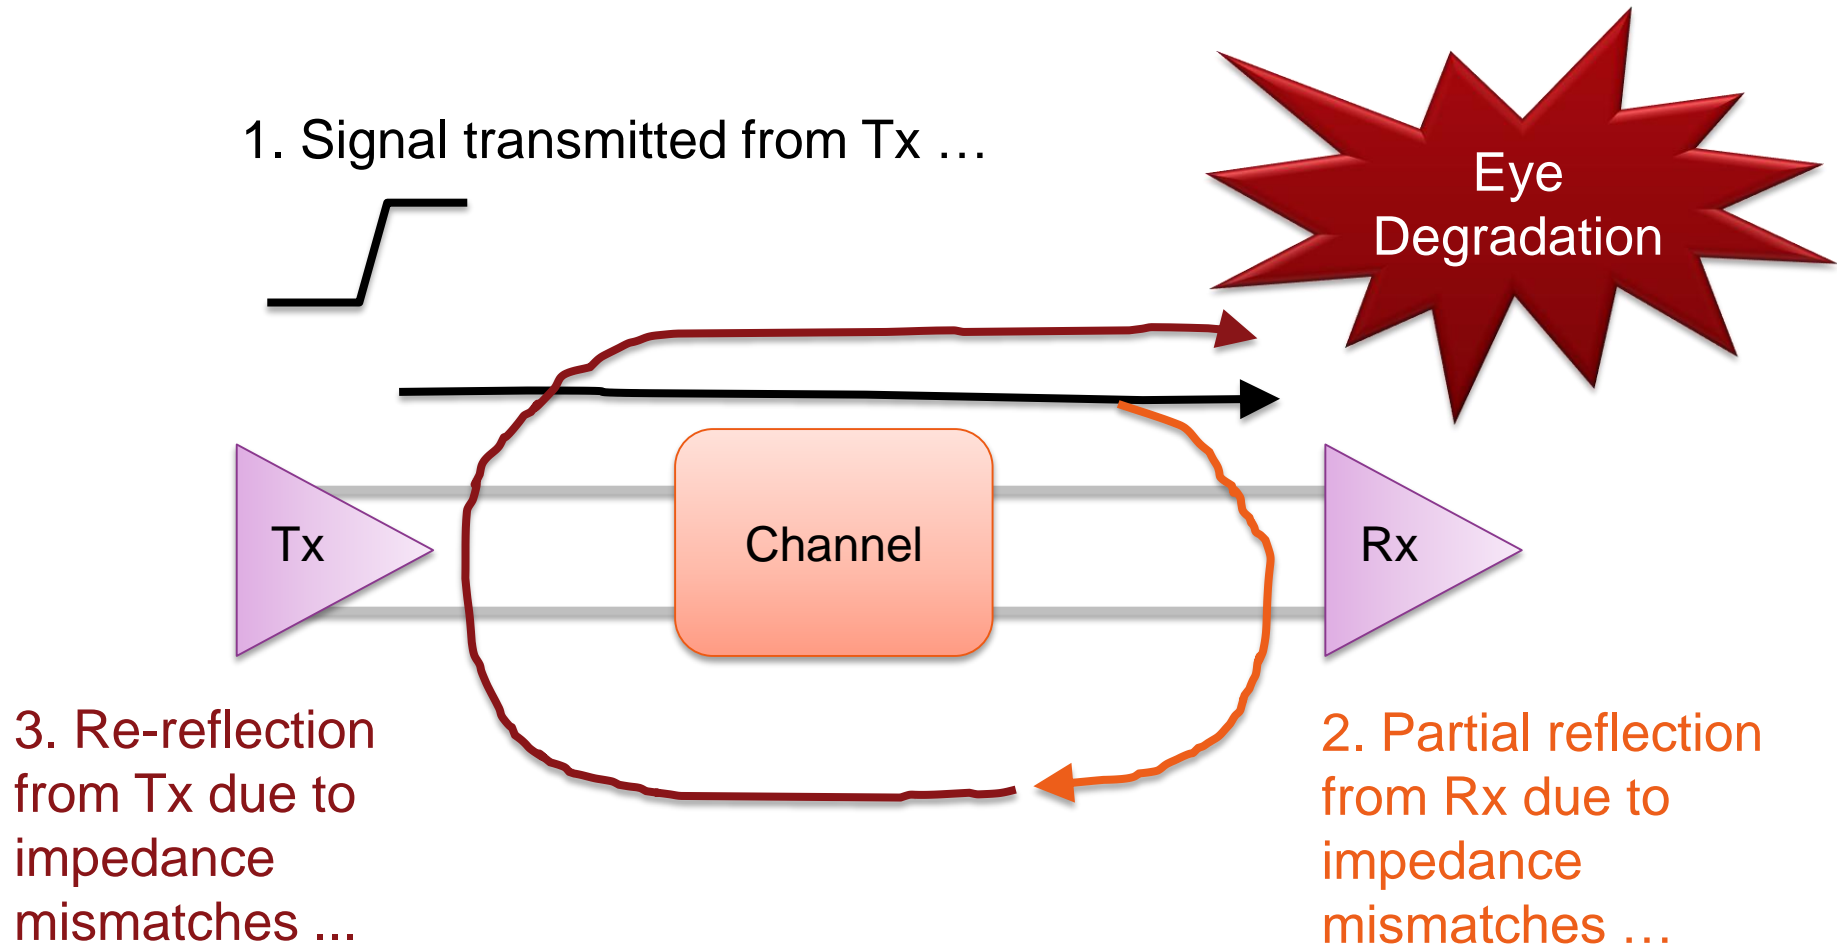 1. Signal transmitted from Tx …
Eye
Degradation
Tx
Channel
Rx
3. Re-reflection
from Tx due to
impedance
mismatches ...
2. Partial reflection
from Rx due to
impedance
mismatches …